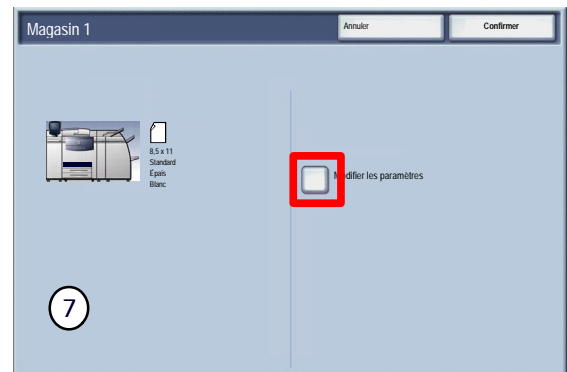 Magasin 1
Annuler
Confirmer
8,5 x 11
Standard
Épais
Blanc
Modifier les paramètres
7